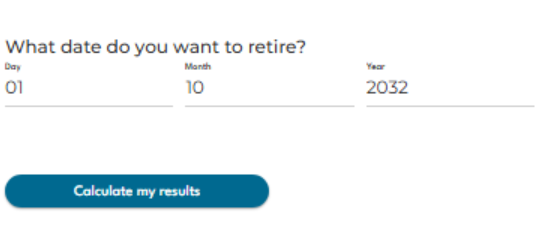 What date do you want to retire?
Day Month Year
01 10 2032
Calculate my results